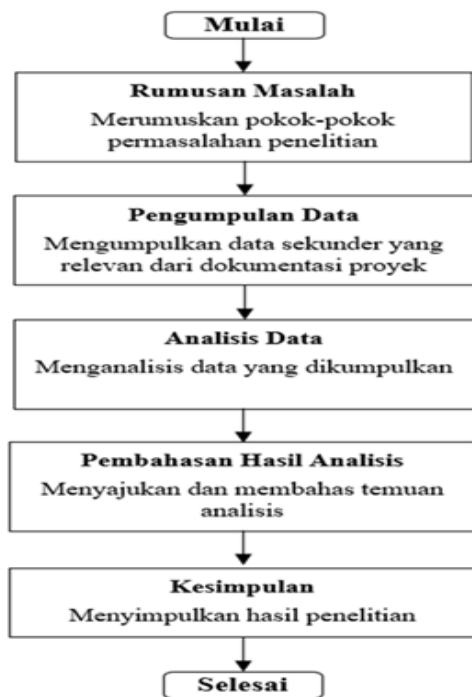 Mulai
Rumusan Masalah
Merumuskan pokok-pokok
permasalahan penelitian
Pengumpulan Data
Mengumpulkan data sekunder yang
relevan dari dokumentasi proyek
Analisis Data
Menganalisis data yang dikumpulkan
Pembahasan Hasil Analisis
Menyajukan dan membahas temuan
analisis
Kesimpulan
Menyimpulkan hasil penelitian
Selesai